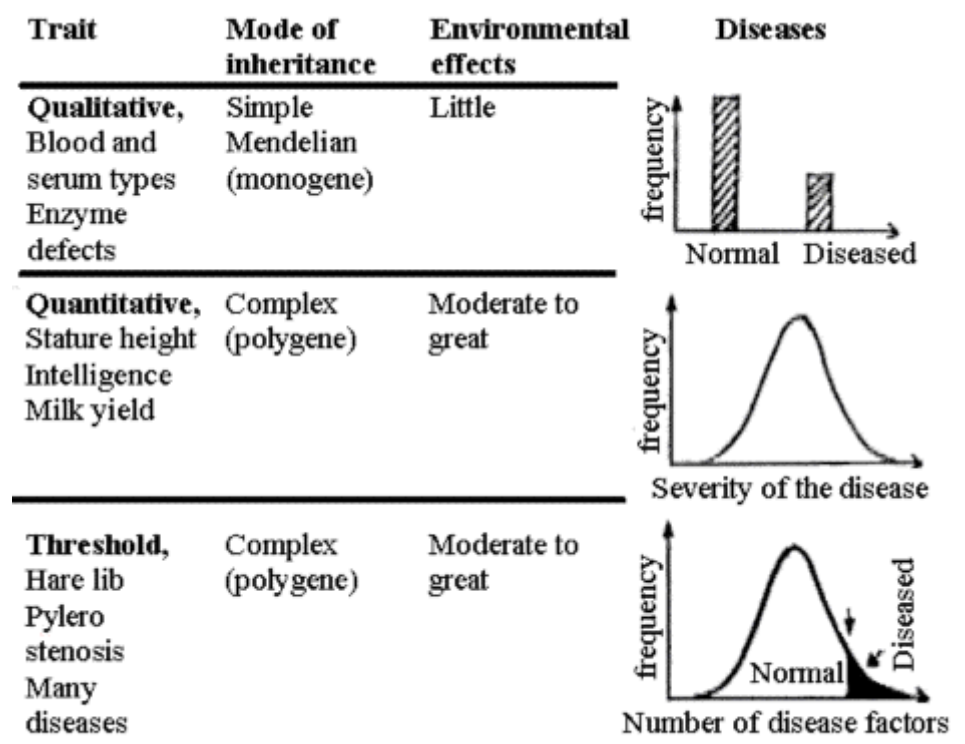 Trait
Mode of
inheritance
Environmental
effects
Diseases
Qualitative,
Blood and
serum types
Enzyme
defects
Simple
Mendelian
(monogene)
Little
frequency
Normal
Diseased
Quantitative,
Stature height
Intelligence
Milk yield
Complex
(polygene)
Moderate to
great
frequency
Severity of the disease
Threshold,
Hare lib
Pylero
stenosis
Many
diseases
Complex
(polygene)
Moderate to
great
frequency
Normal
Diseased
Number of disease factors